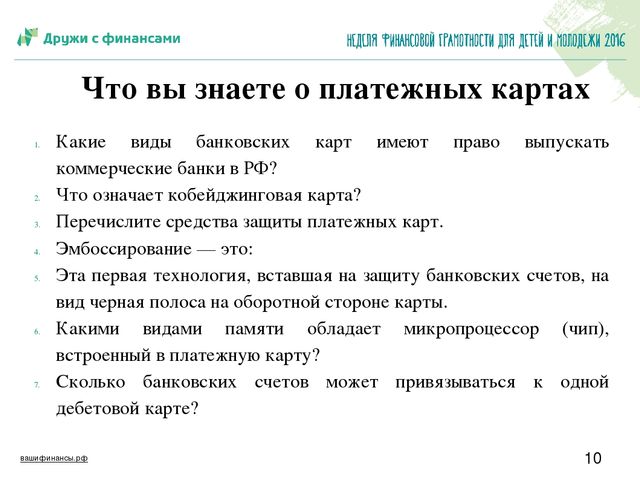 Дружи с финансами
НЕДЕЛЯ ФИНАНСОВОЙ ГРАМОТНОСТИ ДЛЯ ДЕТЕЙ И МОЛОДЕЖИ 2016
Что вы знаете о платежных картах
1. Какие виды банковских карт имеют право выпускать
коммерческие банки в РФ?
2. Что означает кобейджинговая карта?
3. Перечислите средства защиты платежных карт.
4. Эмбоссирование — это:
5. Эта первая технология, вставшая на защиту банковских счетов, на
вид черная полоса на оборотной стороне карты.
6. Какими видами памяти обладает микропроцессор (чип),
встроенный в платежную карту?
7. Сколько банковских счетов может привязываться к одной
дебетовой карте?
вашифинансы.рф
10